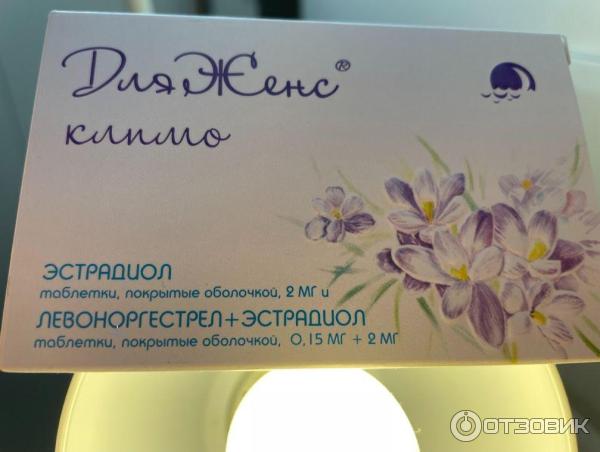 ДляЖенс®
климо
ЭСТРАДИОЛ
таблетки, покрытые оболочкой, 2 МГ и
ЛЕВОНОРГЕСТРЕЛ+ЭСТРАДИОЛ
таблетки, покрытые оболочкой, 0,15 МГ + 2 МГ
ОТЗОВИК